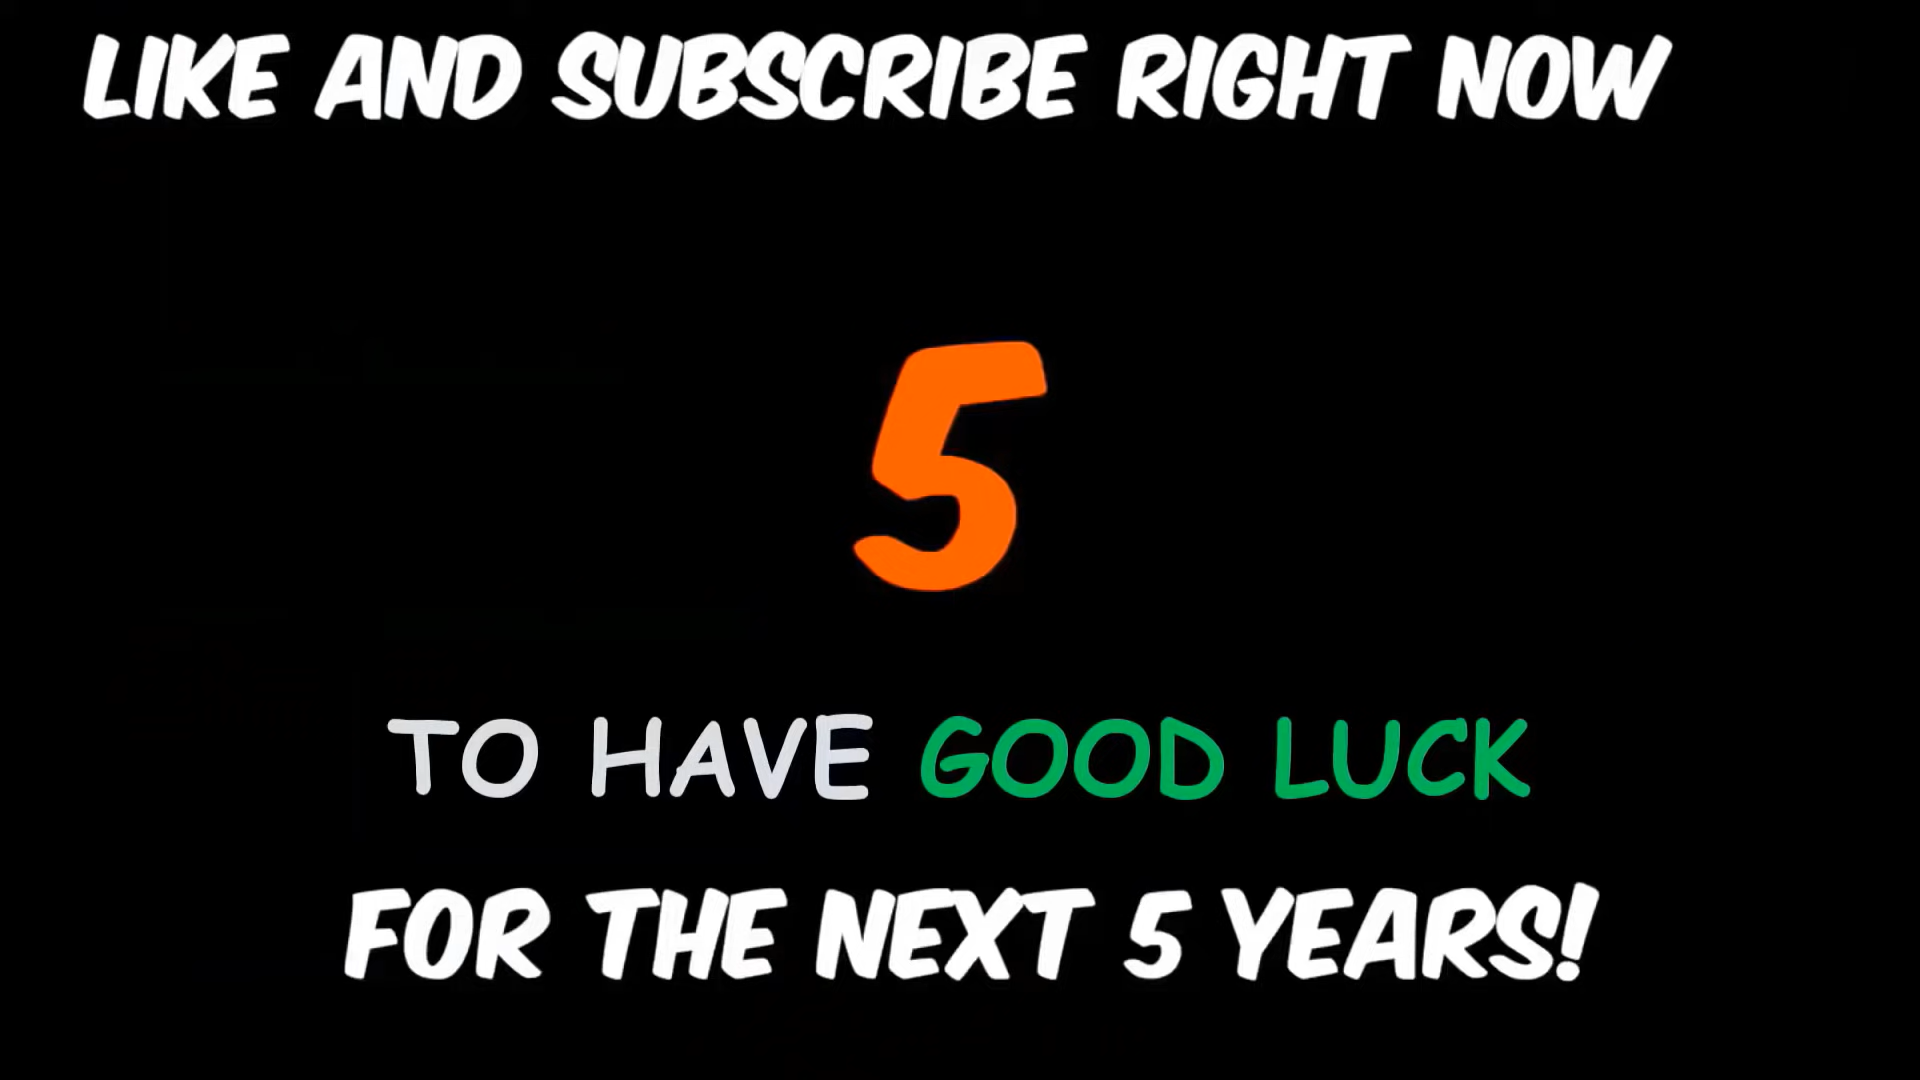 LIKE AND SUBSCRIBE RIGHT NOW
5
TO HAVE GOOD LUCK
FOR THE NEXT 5 YEARS!